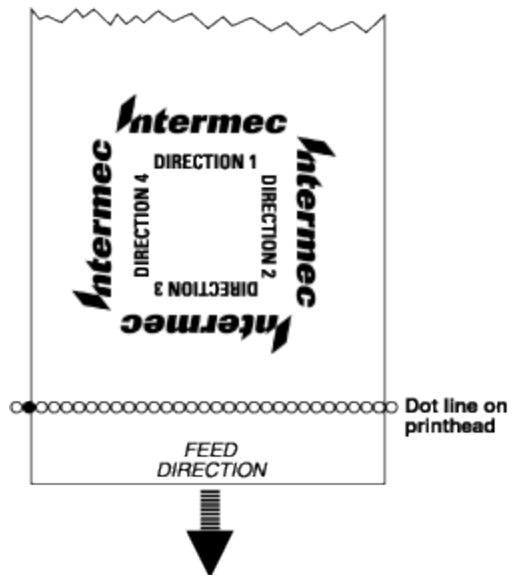 Intermec
DIRECTION 1
Intermec
DIRECTION 4
DIRECTION 2
Intermec
DIRECTION 3
Intermec
Dot line on
printhead
FEED
DIRECTION